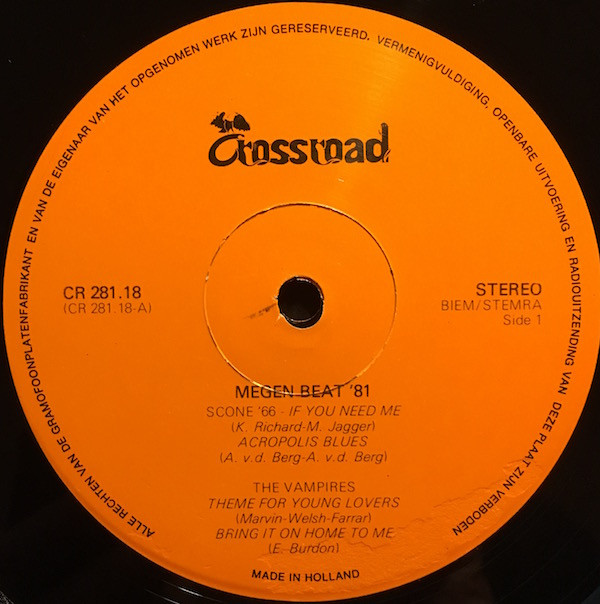 ALLE RECHTEN VAN DE GRAMOFOONPLATENFABRIKANT EN VAN DE EIGENAAR VAN HET OPGENOMEN WERK ZIJN GERESERVEERD. VERMENIGVULDIGING, OPENBARE UITVOERING EN RADIOUITZENDING VAN DEZE PLAAT ZIJN VERBODEN
Crossroad
CR 281.18
(CR 281.18-A)
STEREO
BIEM/STEMRA
Side 1
MEGEN BEAT '81
SCONE '66 - IF YOU NEED ME
(K. Richard-M. Jagger)
ACROPOLIS BLUES
(A. v.d. Berg-A. v.d. Berg)
THE VAMPIRES
THEME FOR YOUNG LOVERS
(Marvin-Welsh-Farrar)
BRING IT ON HOME TO ME
(E. Burdon)
MADE IN HOLLAND